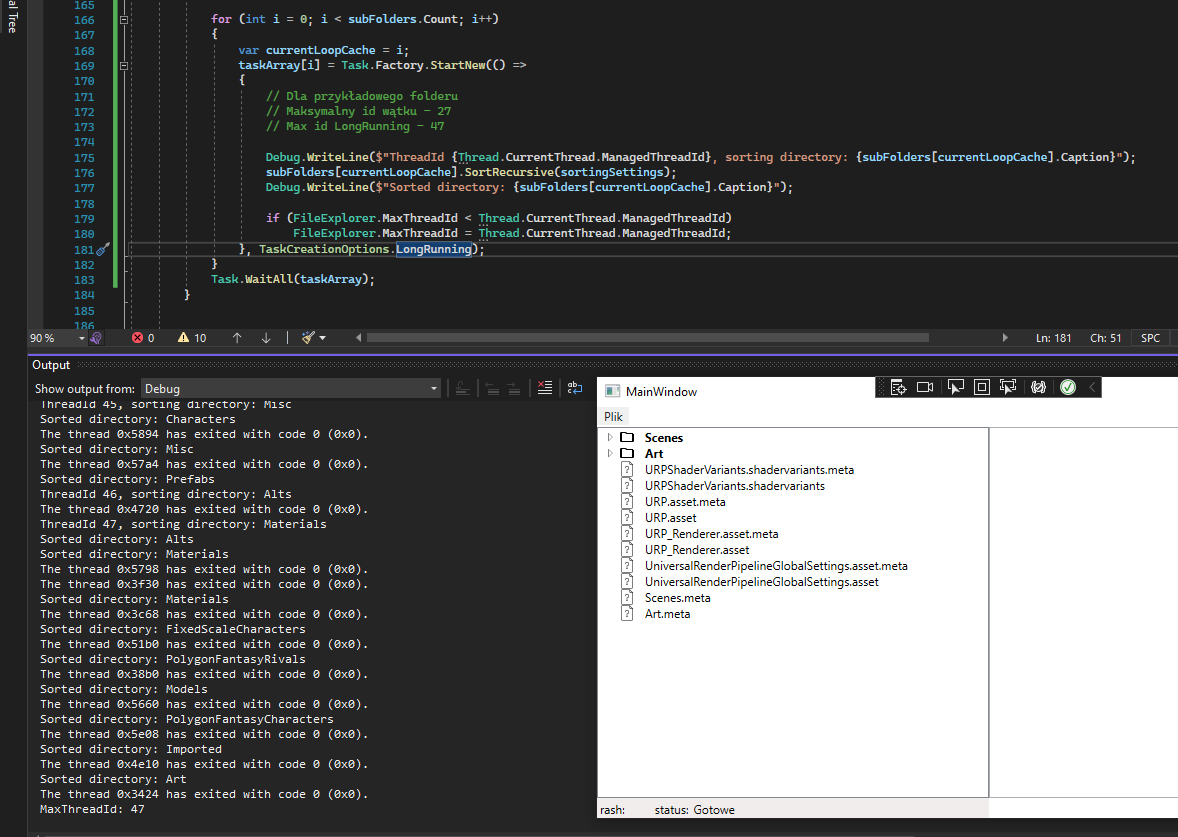 al Tree
165
166 for (int i = 0; i < subFolders.Count; i++)
167 {
168 var currentLoopCache = i;
169 taskArray[i] = Task.Factory.StartNew(() =>
170 {
171 // Dla przykładowego folderu
172 // Maksymalny id wątku - 27
173 // Max id LongRunning - 47
174
175 Debug.WriteLine($"ThreadId {Thread.CurrentThread.ManagedThreadId}, sorting directory: {subFolders[currentLoopCache].Caption}");
176 subFolders[currentLoopCache].SortRecursive(sortingSettings);
177 Debug.WriteLine($"Sorted directory: {subFolders[currentLoopCache].Caption}");
178
179 if (FileExplorer.MaxThreadId < Thread.CurrentThread.ManagedThreadId)
180 FileExplorer.MaxThreadId = Thread.CurrentThread.ManagedThreadId;
181 }, TaskCreationOptions.LongRunning);
182 }
183 Task.WaitAll(taskArray);
184 }
185
186
90 % 0 10 Ln: 181 Ch: 51 SPC
Output
Show output from: Debug
ThreadId 45, sorting directory: Misc
Sorted directory: Characters
The thread 0x5894 has exited with code 0 (0x0).
Sorted directory: Misc
The thread 0x57a4 has exited with code 0 (0x0).
Sorted directory: Prefabs
ThreadId 46, sorting directory: Alts
The thread 0x4720 has exited with code 0 (0x0).
ThreadId 47, sorting directory: Materials
Sorted directory: Alts
Sorted directory: Materials
The thread 0x5798 has exited with code 0 (0x0).
The thread 0x3f30 has exited with code 0 (0x0).
Sorted directory: Materials
The thread 0x3c68 has exited with code 0 (0x0).
Sorted directory: FixedScaleCharacters
The thread 0x51b0 has exited with code 0 (0x0).
Sorted directory: PolygonFantasyRivals
The thread 0x38b0 has exited with code 0 (0x0).
Sorted directory: Models
The thread 0x5660 has exited with code 0 (0x0).
Sorted directory: PolygonFantasyCharacters
The thread 0x5e08 has exited with code 0 (0x0).
Sorted directory: Imported
The thread 0x4e10 has exited with code 0 (0x0).
Sorted directory: Art
The thread 0x3424 has exited with code 0 (0x0).
MaxThreadId: 47
MainWindow
Plik
Scenes
Art
URPShaderVariants.shadervariants.meta
URPShaderVariants.shadervariants
URP.asset.meta
URP.asset
URP_Renderer.asset.meta
URP_Renderer.asset
UniversalRenderPipelineGlobalSettings.asset.meta
UniversalRenderPipelineGlobalSettings.asset
Scenes.meta
Art.meta
rash: status: Gotowe